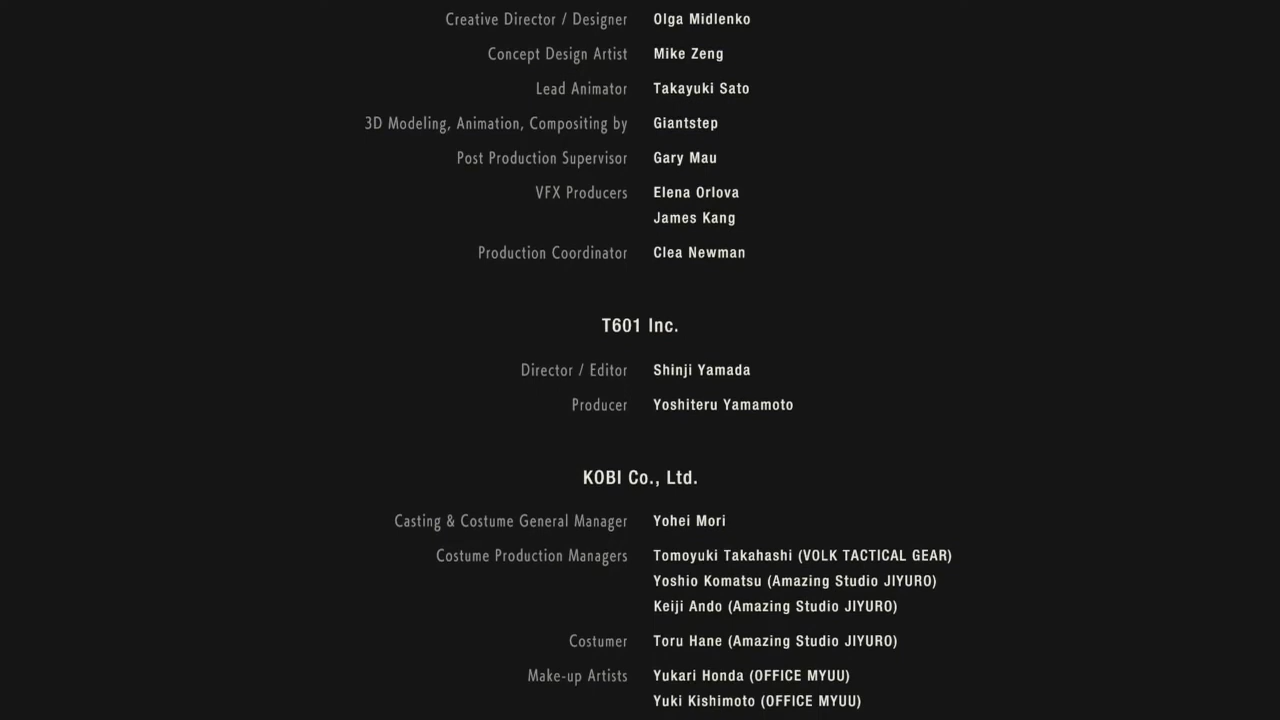 Creative Director / Designer Olga Midlenko
Concept Design Artist Mike Zeng
Lead Animator Takayuki Sato
3D Modeling, Animation, Compositing by Giantstep
Post Production Supervisor Gary Mau
VFX Producers Elena Orlova
James Kang
Production Coordinator Clea Newman
T601 Inc.
Director / Editor Shinji Yamada
Producer Yoshiteru Yamamoto
KOBI Co., Ltd.
Casting & Costume General Manager Yohei Mori
Costume Production Managers Tomoyuki Takahashi (VOLK TACTICAL GEAR)
Yoshio Komatsu (Amazing Studio JIYURO)
Keiji Ando (Amazing Studio JIYURO)
Costumer Toru Hane (Amazing Studio JIYURO)
Make-up Artists Yukari Honda (OFFICE MYUU)
Yuki Kishimoto (OFFICE MYUU)